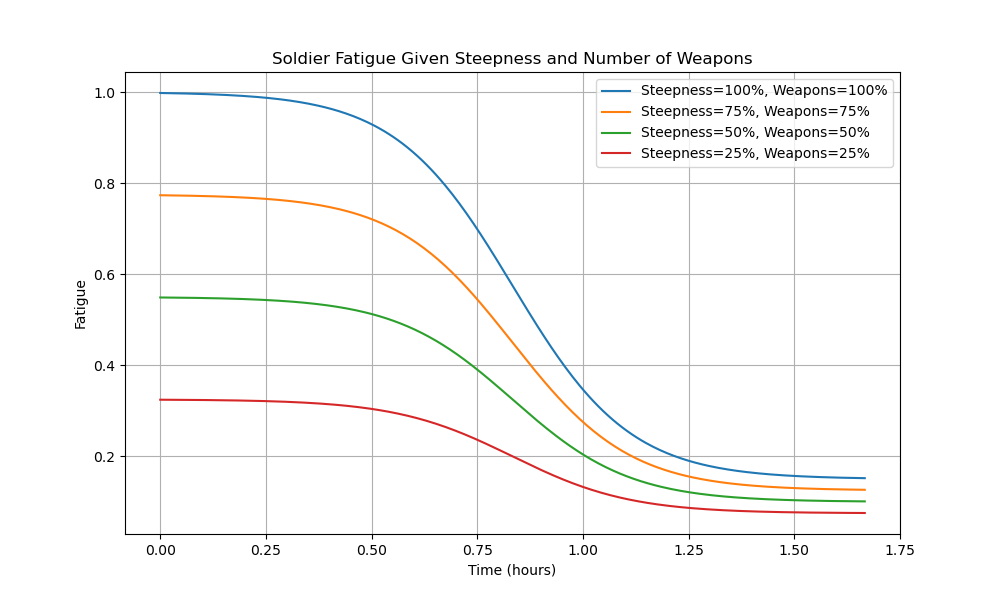 Soldier Fatigue Given Steepness and Number of Weapons
Steepness=100%, Weapons=100%
Steepness=75%, Weapons=75%
Steepness=50%, Weapons=50%
Steepness=25%, Weapons=25%
Fatigue
1.0
0.8
0.6
0.4
0.2
0.00 0.25 0.50 0.75 1.00 1.25 1.50 1.75
Time (hours)